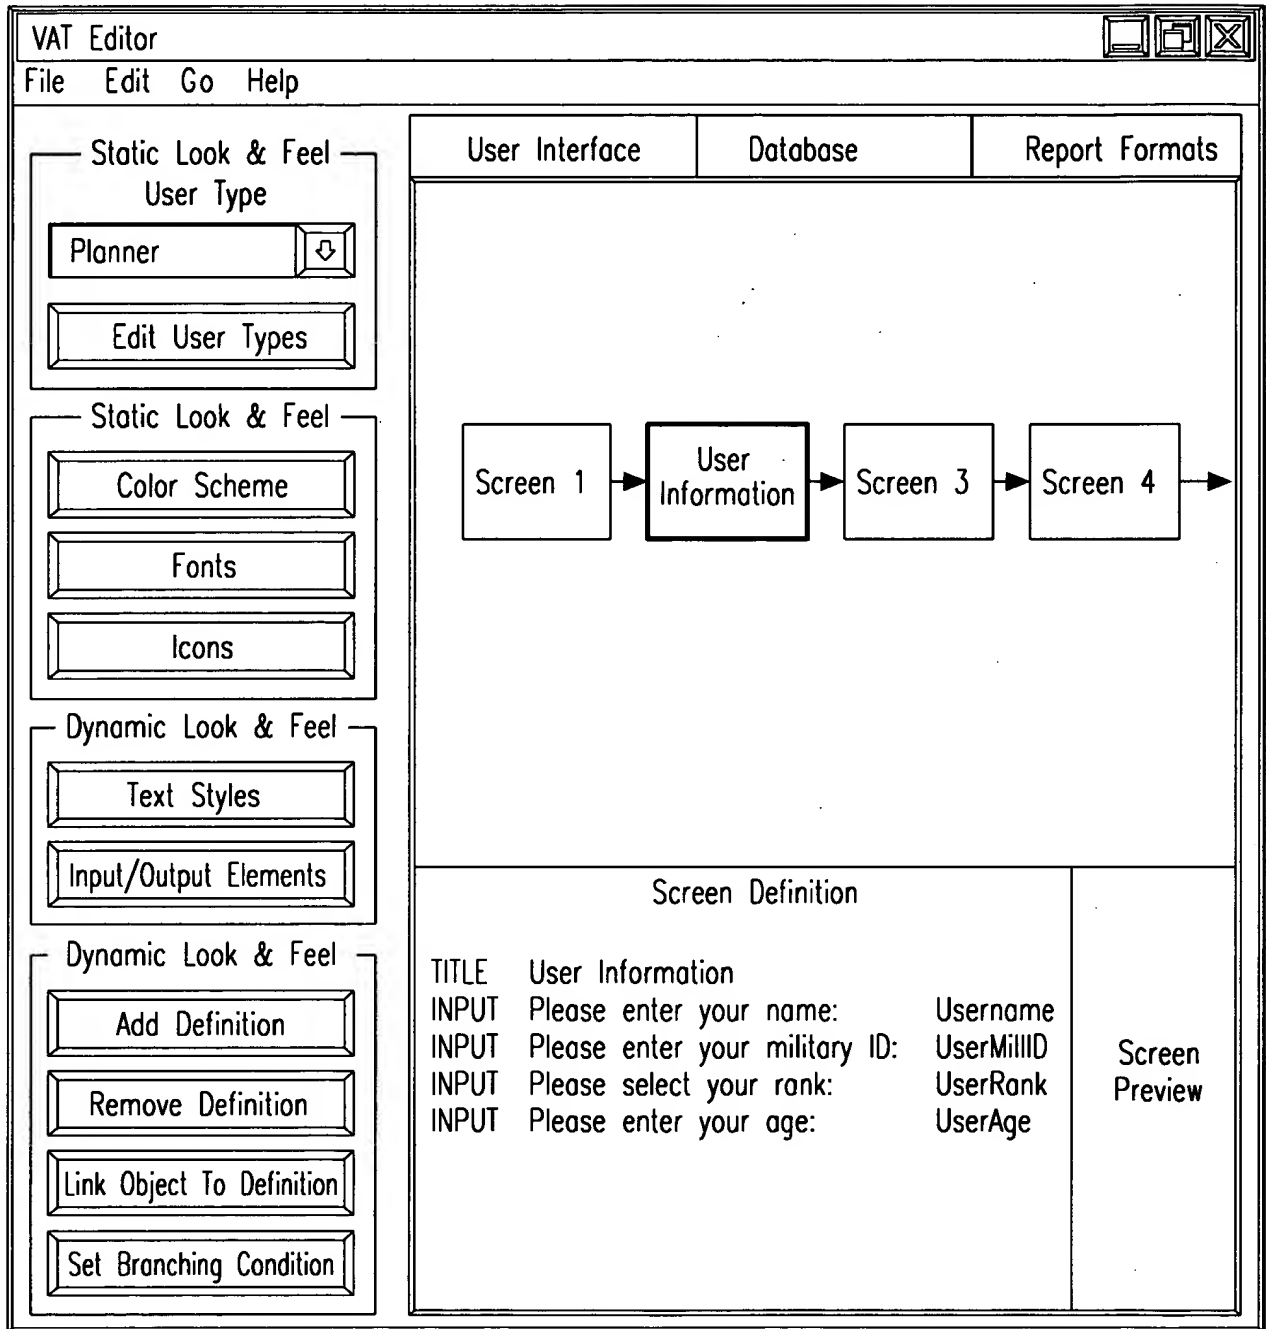 VAT Editor
File Edit Go Help
Static Look & Feel
User Type
Planner
Edit User Types
Static Look & Feel
Color Scheme
Fonts
Icons
Dynamic Look & Feel
Text Styles
Input/Output Elements
Dynamic Look & Feel
Add Definition
Remove Definition
Link Object To Definition
Set Branching Condition
User Interface Database Report Formats
Screen 1
User
Information
Screen 3
Screen 4
Screen Definition
TITLE User Information
INPUT Please enter your name: Username
INPUT Please enter your military ID: UserMillID
INPUT Please select your rank: UserRank
INPUT Please enter your age: UserAge
Screen
Preview